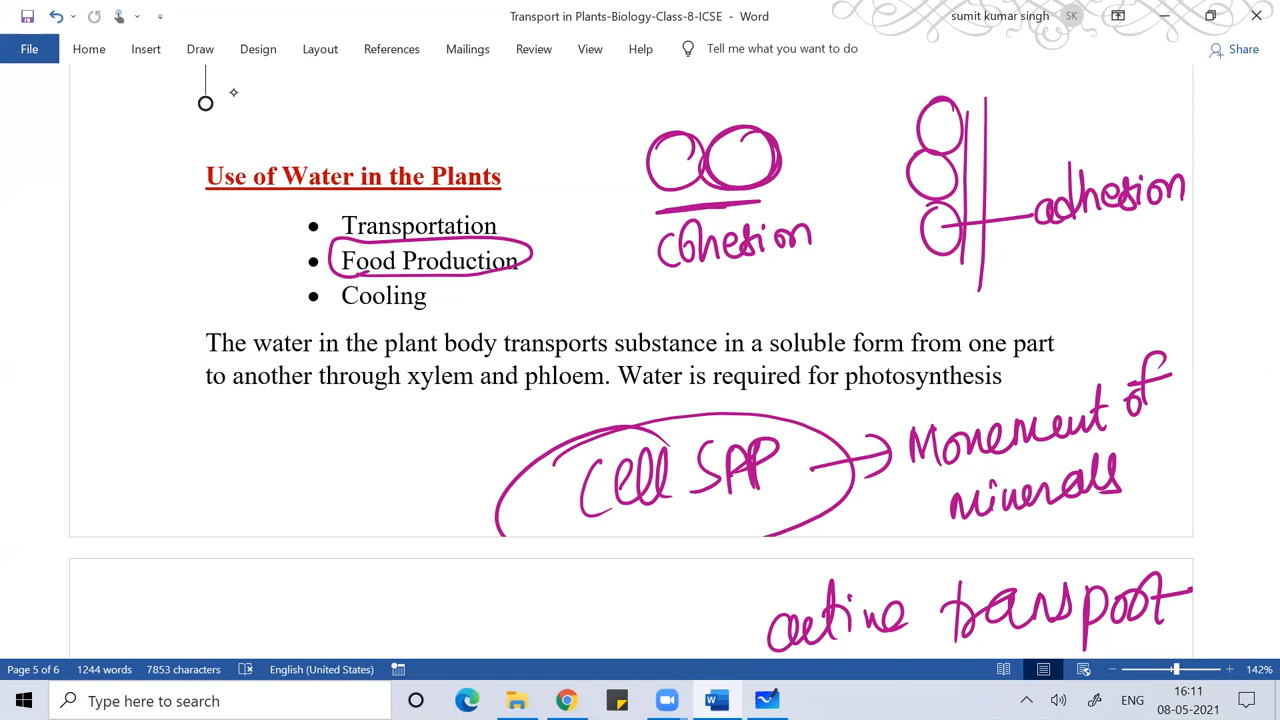 Transport in Plants-Biology-Class-8-ICSE - Word
sumit kumar singh
SK
File Home Insert Draw Design Layout References Mailings Review View Help Tell me what you want to do Share
Use of Water in the Plants
• Transportation
• Food Production
• Cooling
cohesion
adhesion
The water in the plant body transports substance in a soluble form from one part
to another through xylem and phloem. Water is required for photosynthesis
Cell SAP
Movement of
minerals
active transport
Page 5 of 6 1244 words 7853 characters English (United States) 142%
Type here to search
ENG
16:11
08-05-2021